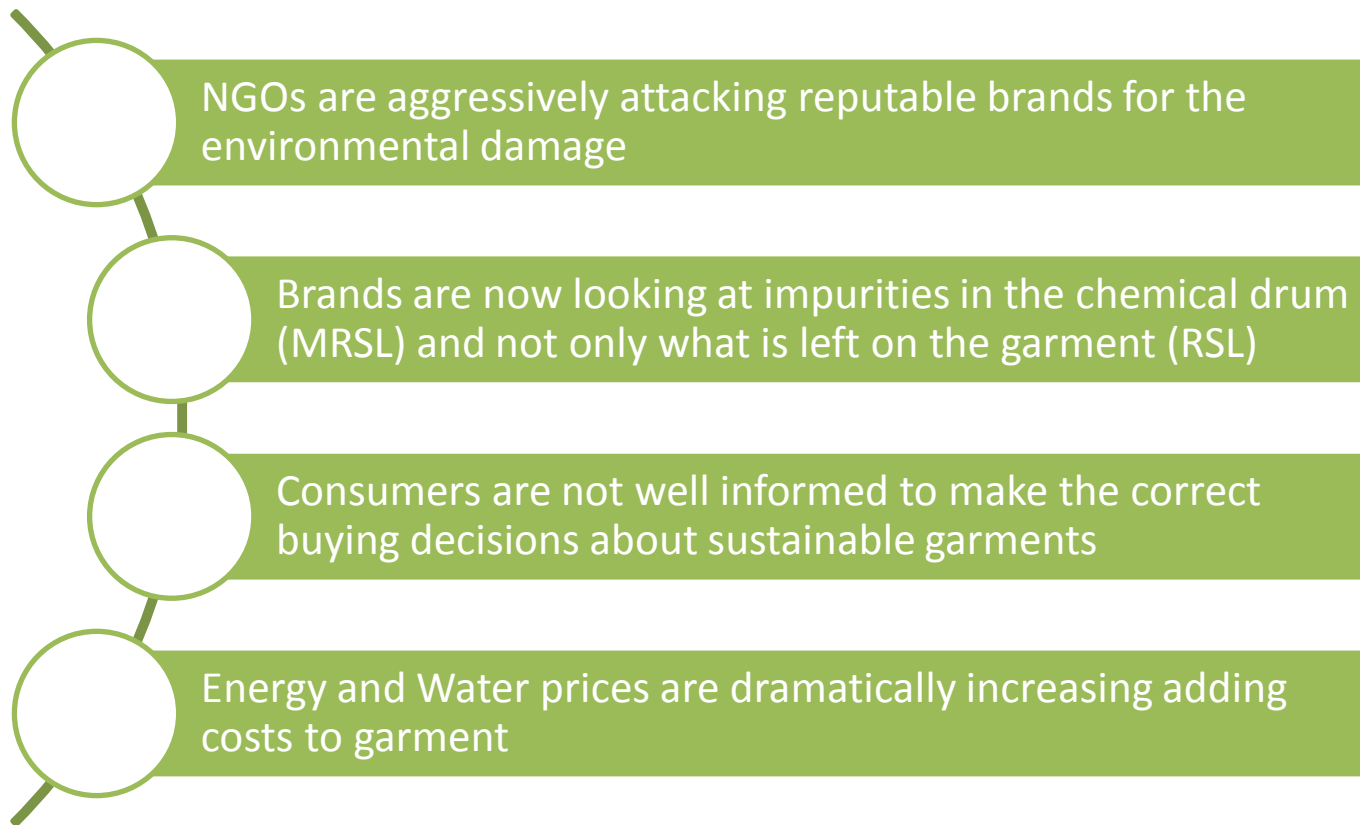 NGOs are aggressively attacking reputable brands for the
environmental damage
Brands are now looking at impurities in the chemical drum
(MRSL) and not only what is left on the garment (RSL)
Consumers are not well informed to make the correct
buying decisions about sustainable garments
Energy and Water prices are dramatically increasing adding
costs to garment